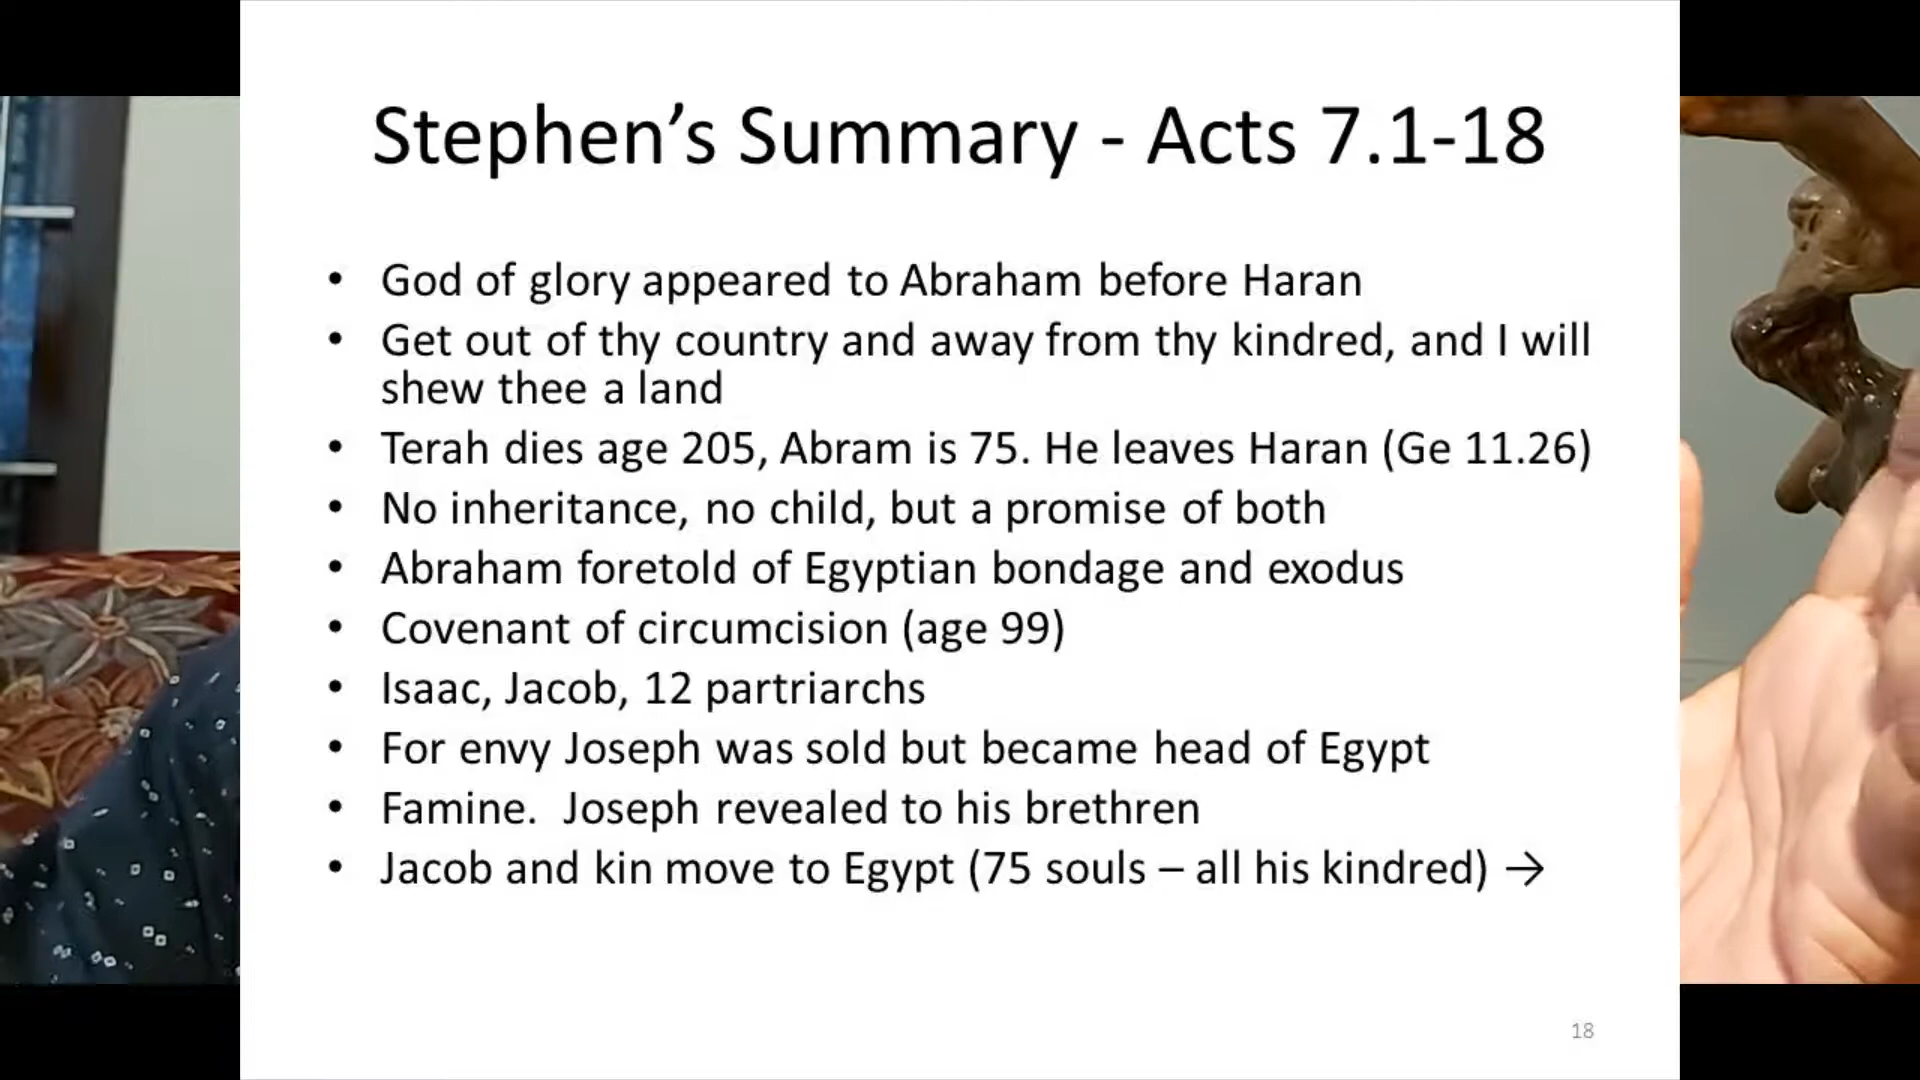 Stephen’s Summary - Acts 7.1-18
• God of glory appeared to Abraham before Haran
• Get out of thy country and away from thy kindred, and I will
shew thee a land
• Terah dies age 205, Abram is 75. He leaves Haran (Ge 11.26)
• No inheritance, no child, but a promise of both
• Abraham foretold of Egyptian bondage and exodus
• Covenant of circumcision (age 99)
• Isaac, Jacob, 12 partriarchs
• For envy Joseph was sold but became head of Egypt
• Famine.  Joseph revealed to his brethren
• Jacob and kin move to Egypt (75 souls – all his kindred) →
18